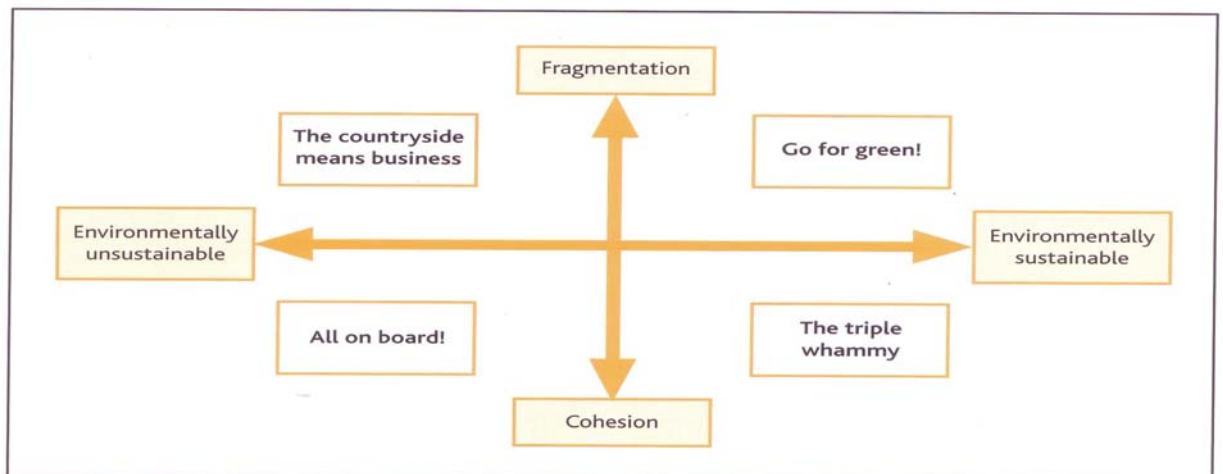 Fragmentation
The countryside
means business
Go for green!
Environmentally
unsustainable
Environmentally
sustainable
All on board!
The triple
whammy
Cohesion